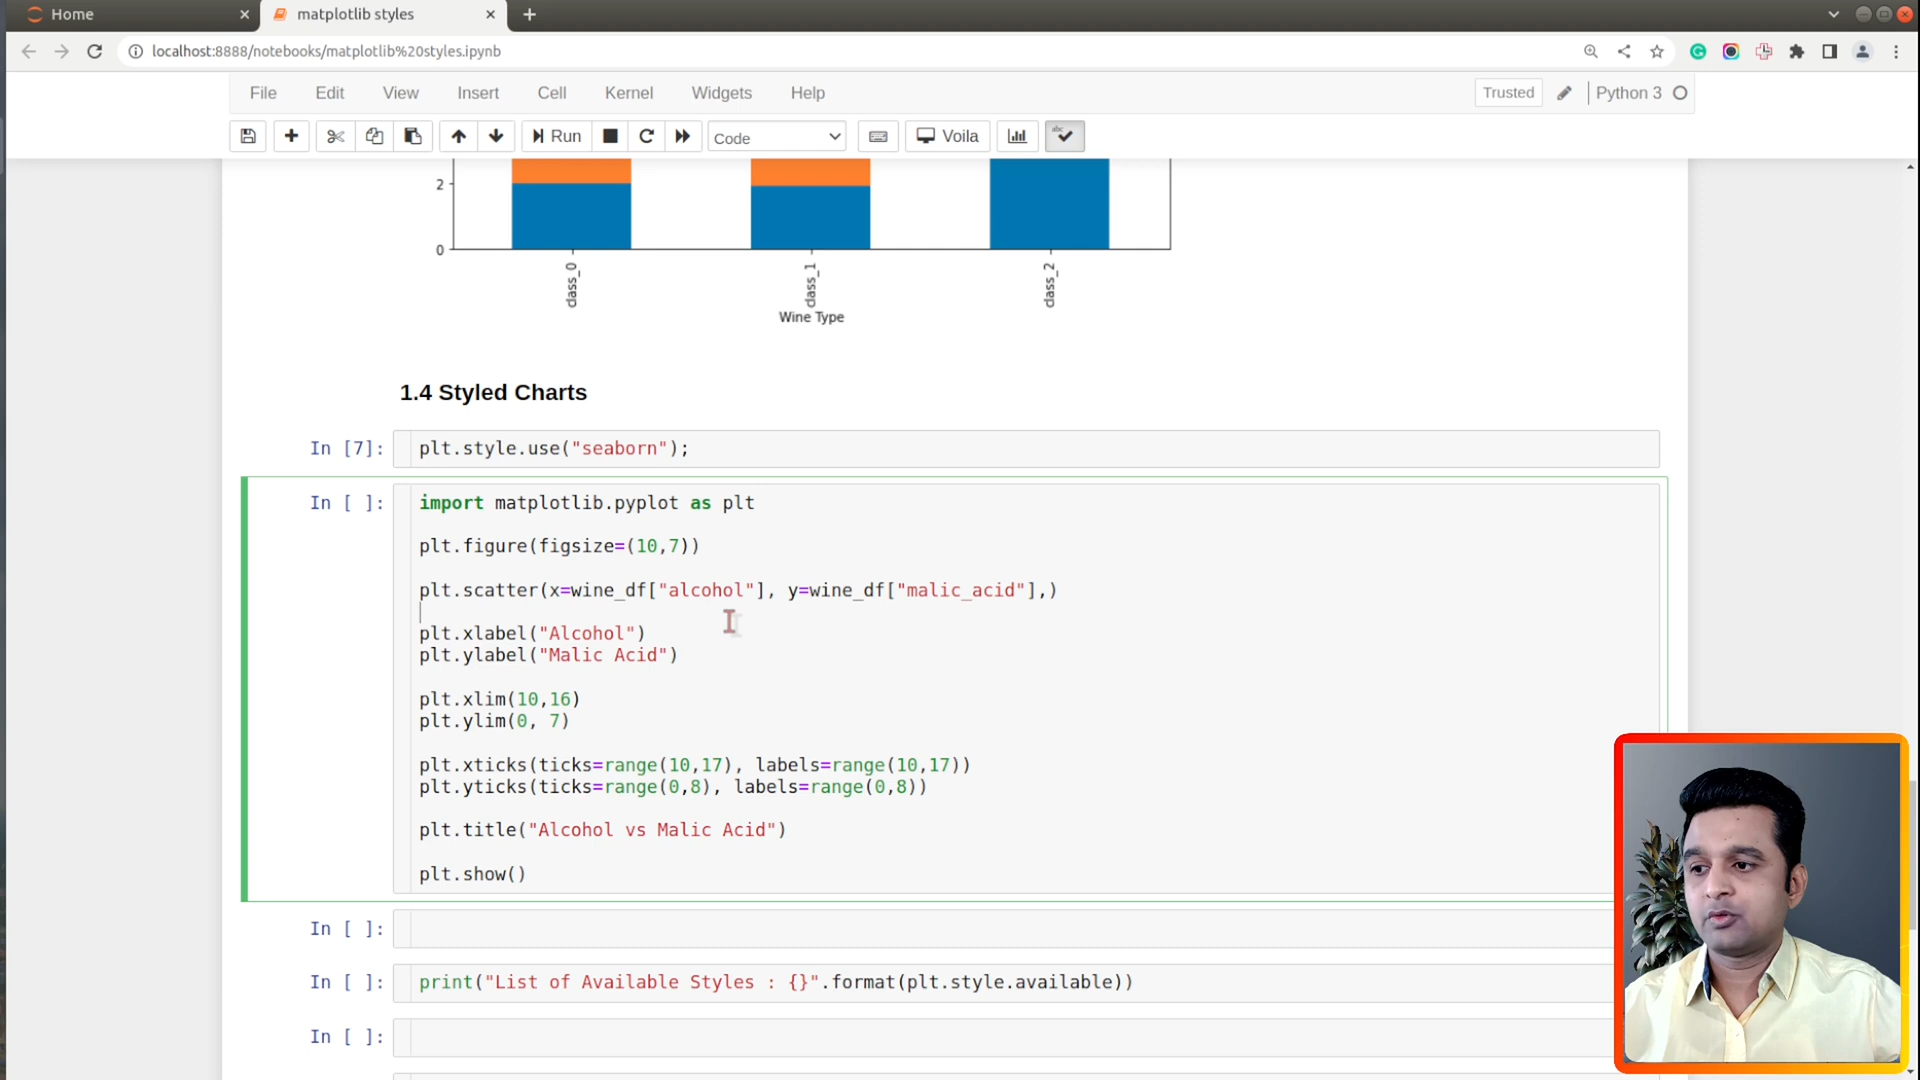 Home
matplotlib styles
localhost:8888/notebooks/matplotlib%20styles.ipynb
File Edit View Insert Cell Kernel Widgets Help
Trusted
Python 3
Run
Code
Voila
2
0
class_0
class_1
class_2
Wine Type
1.4 Styled Charts
In [7]:
plt.style.use("seaborn");
In [ ]:
import matplotlib.pyplot as plt
plt.figure(figsize=(10,7))
plt.scatter(x=wine_df["alcohol"], y=wine_df["malic_acid"],)
plt.xlabel("Alcohol")
plt.ylabel("Malic Acid")
plt.xlim(10,16)
plt.ylim(0, 7)
plt.xticks(ticks=range(10,17), labels=range(10,17))
plt.yticks(ticks=range(0,8), labels=range(0,8))
plt.title("Alcohol vs Malic Acid")
plt.show()
In [ ]:
In [ ]:
print("List of Available Styles : {}".format(plt.style.available))
In [ ]: